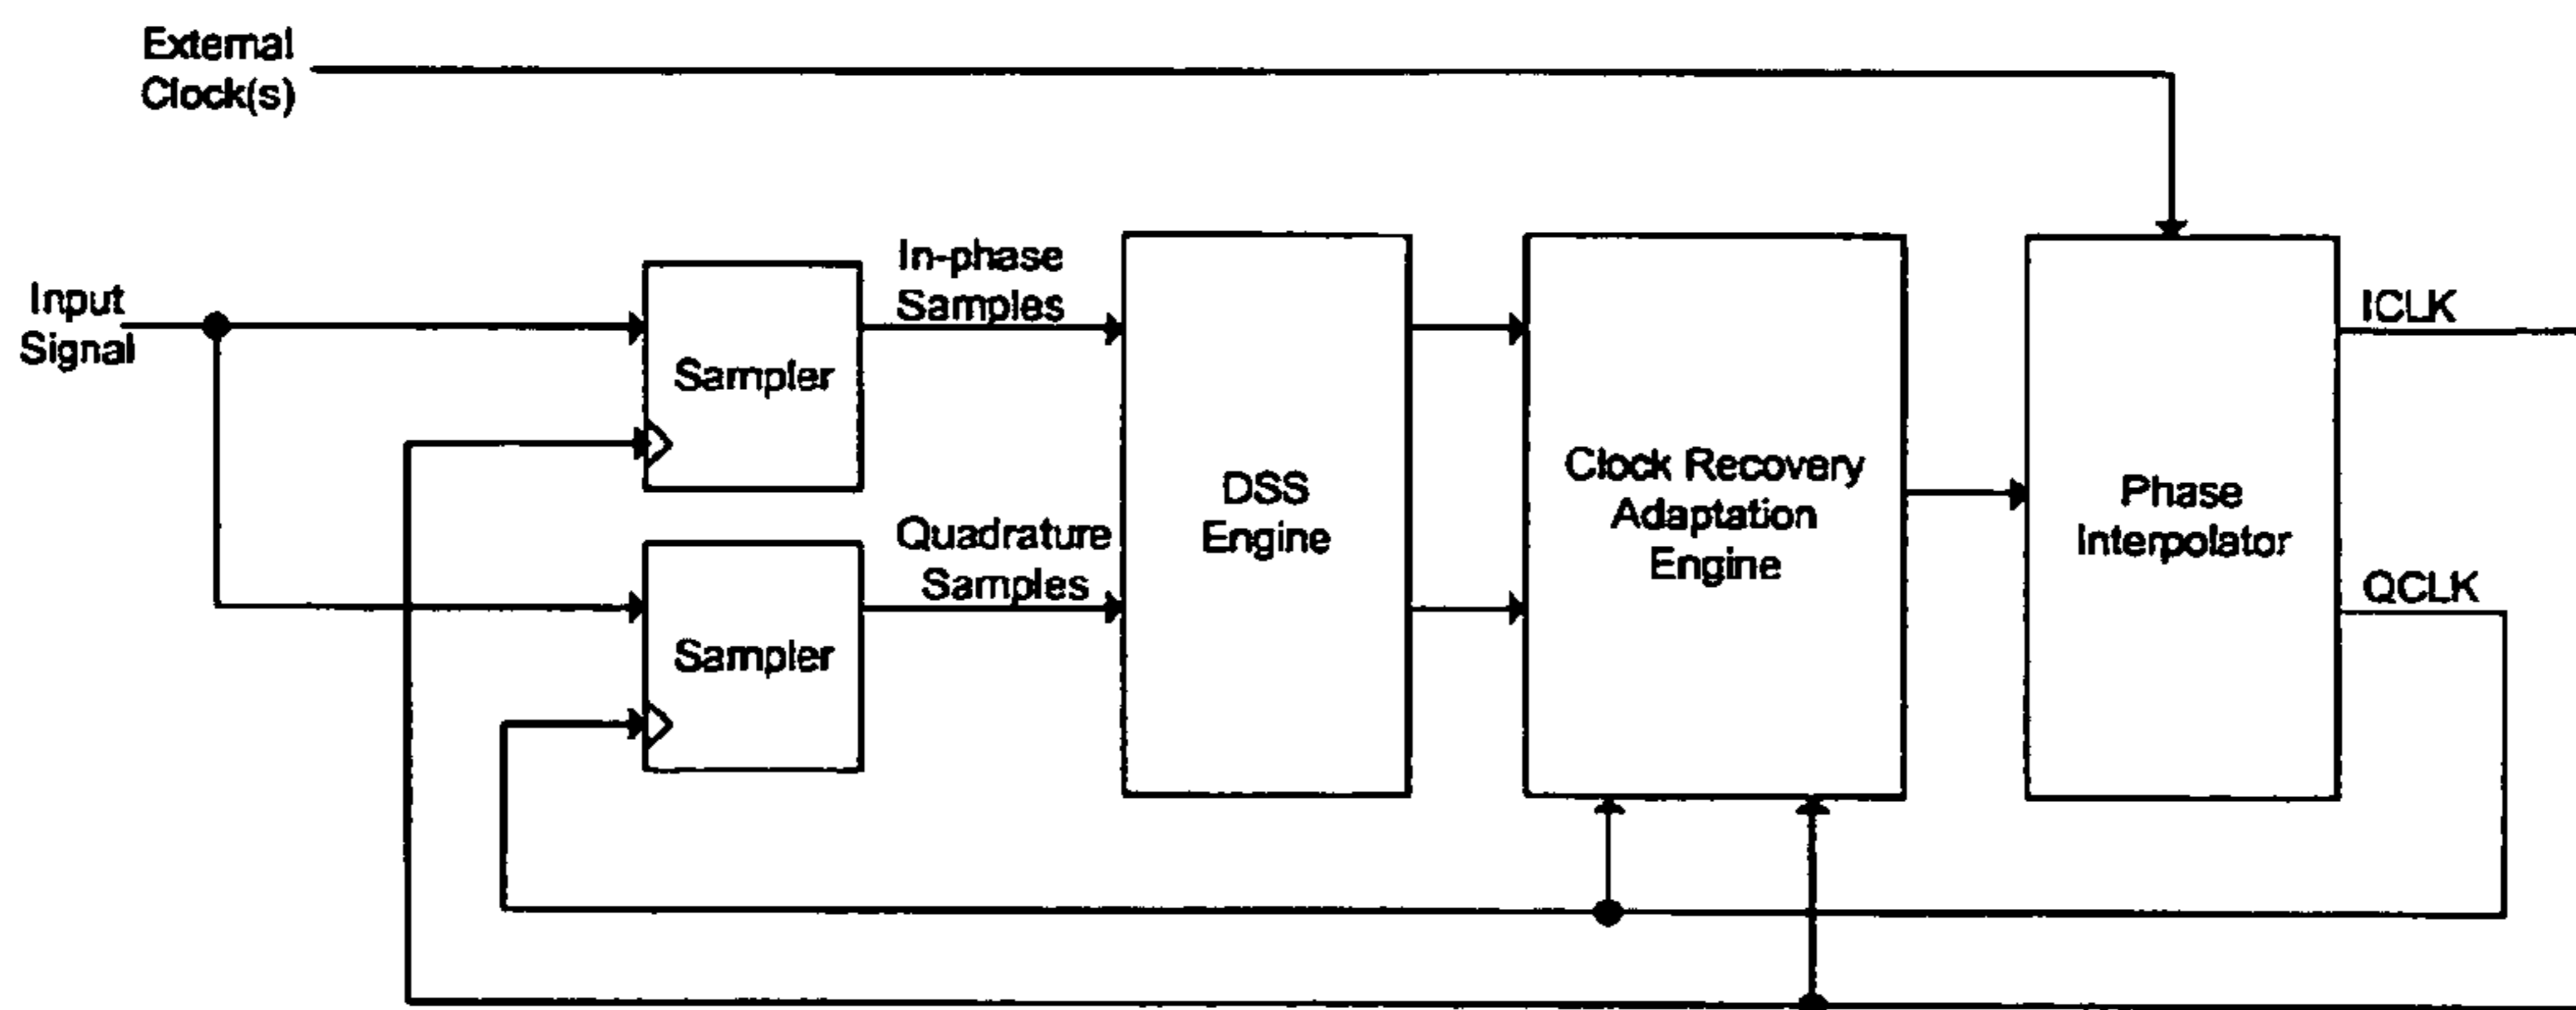 External
Clock(s)
Input
Signal
Sampler
In-phase
Samples
Sampler
Quadrature
Samples
DSS
Engine
Clock Recovery
Adaptation
Engine
Phase
Interpolator
ICLK
QCLK